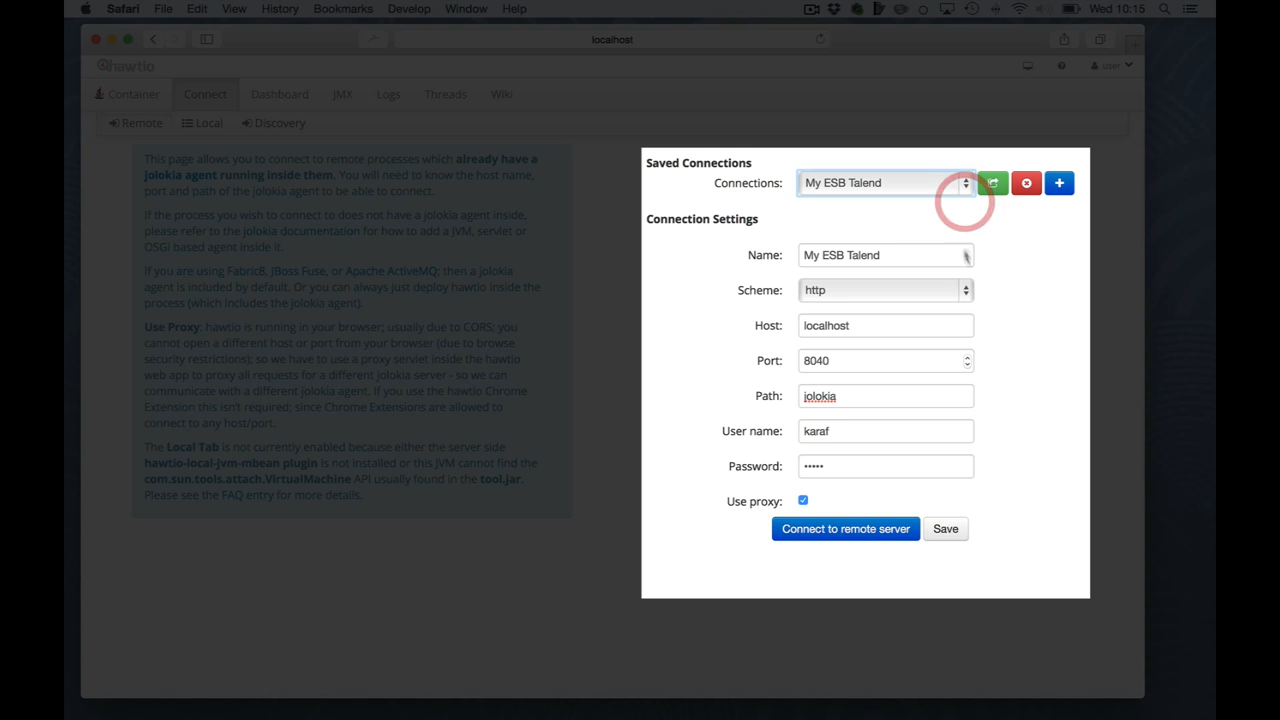 Safari File Edit View History Bookmarks Develop Window Help Wed 10:15
localhost
hawtio
user
Container Connect Dashboard JMX Logs Threads Wiki
Remote Local Discovery
This page allows you to connect to remote processes which already have a
jolokia agent running inside them. You will need to know the host name,
port and path of the jolokia agent to be able to connect.
If the process you wish to connect to does not have a jolokia agent inside,
please refer to the jolokia documentation for how to add a JVM, servlet or
OSGi based agent inside it.
If you are using Fabric8, JBoss Fuse, or Apache ActiveMQ; then a jolokia
agent is included by default. Or you can always just deploy hawtio inside the
process (which includes the jolokia agent).
Use Proxy: hawtio is running in your browser; usually due to CORS; you
cannot open a different host or port from your browser (due to browse
security restrictions); so we have to use a proxy servlet inside the hawtio
web app to proxy all requests for a different jolokia server - so we can
communicate with a different jolokia agent. If you use the hawtio Chrome
Extension this isn't required; since Chrome Extensions are allowed to
connect to any host/port.
The Local Tab is not currently enabled because either the server side
hawtio-local-jvm-mbean plugin is not installed or this JVM cannot find the
com.sun.tools.attach.VirtualMachine API usually found in the tool.jar.
Please see the FAQ entry for more details.
Saved Connections
Connections: My ESB Talend
Connection Settings
Name: My ESB Talend
Scheme: http
Host: localhost
Port: 8040
Path: jolokia
User name: karaf
Password: •••••
Use proxy:
Connect to remote server Save